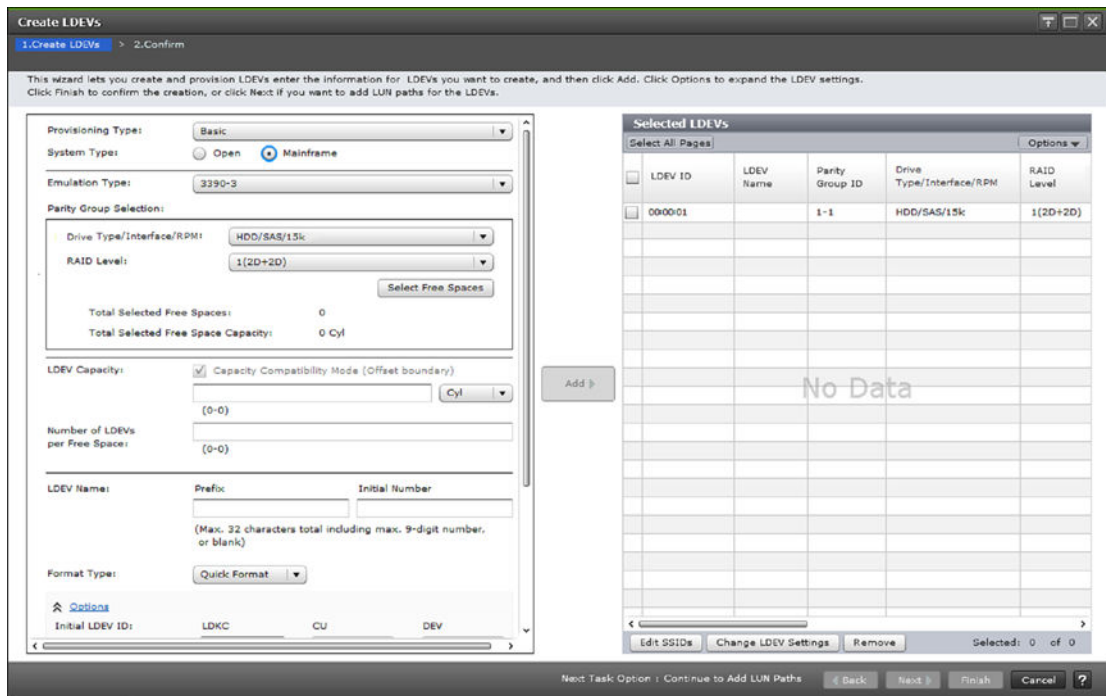 Create LDEVs
1.Create LDEVs > 2.Confirm
This wizard lets you create and provision LDEVs enter the information for LDEVs you want to create, and then click Add. Click Options to expand the LDEV settings.
Click Finish to confirm the creation, or click Next if you want to add LUN paths for the LDEVs.
Provisioning Type: Basic
System Type: Open Mainframe
Emulation Type: 3390-3
Parity Group Selection:
Drive Type/Interface/RPM: HDD/SAS/15k
RAID Level: 1(2D+2D)
Select Free Spaces
Total Selected Free Spaces: 0
Total Selected Free Space Capacity: 0 Cyl
LDEV Capacity: Capacity Compatibility Mode (Offset boundary)
Cyl
(0-0)
Number of LDEVs
per Free Space:
(0-0)
LDEV Name: Prefix Initial Number
(Max. 32 characters total including max. 9-digit number,
or blank)
Format Type: Quick Format
Options
Initial LDEV ID: LDKC CU DEV
Add
Selected LDEVs
Select All Pages Options
LDEV ID LDEV Name Parity Group ID Drive Type/Interface/RPM RAID Level
00:00:01 1-1 HDD/SAS/15k 1(2D+2D)
No Data
Edit SSIDs Change LDEV Settings Remove Selected: 0 of 0
Next Task Option : Continue to Add LUN Paths Back Next Finish Cancel ?